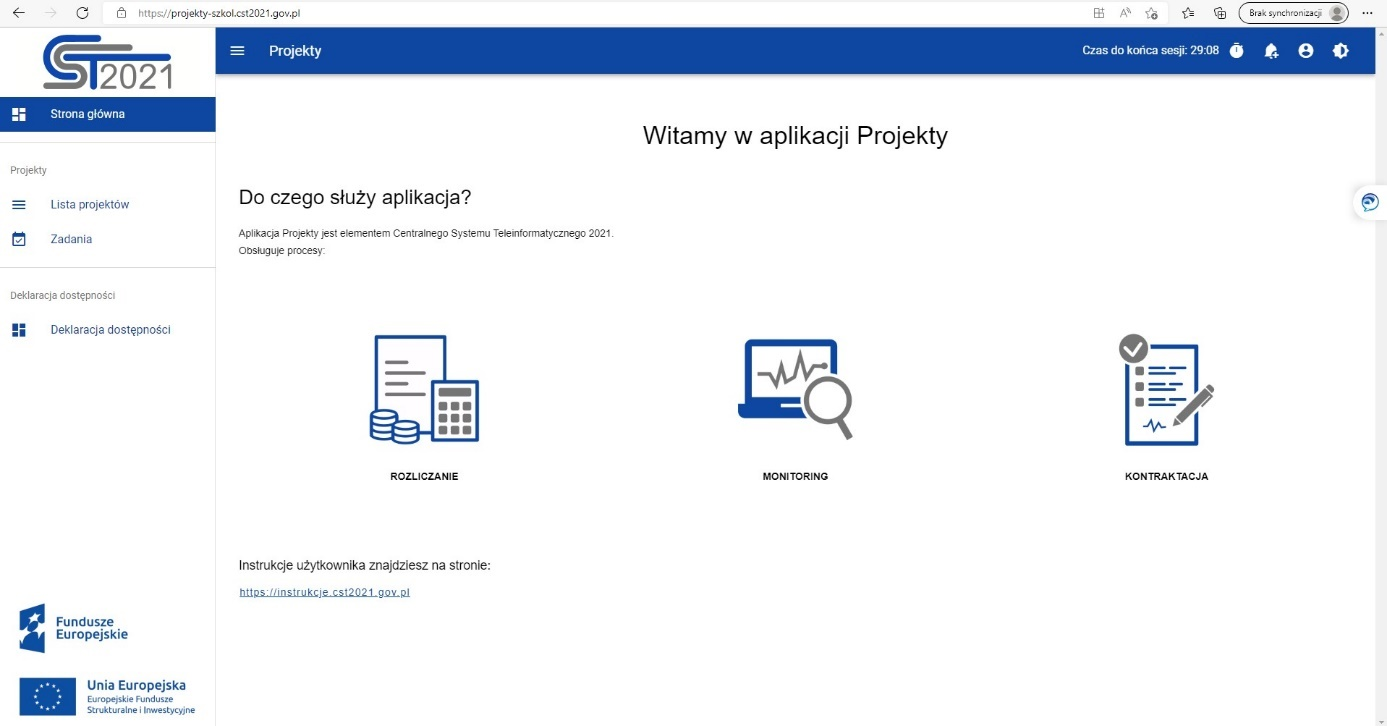 https://projekty-szkol.cst2021.gov.pl
Brak synchronizacji
CST2021
Projekty
Czas do końca sesji: 29:08
Strona główna
Projekty
Lista projektów
Zadania
Deklaracja dostępności
Deklaracja dostępności
Witamy w aplikacji Projekty
Do czego służy aplikacja?
Aplikacja Projekty jest elementem Centralnego Systemu Teleinformatycznego 2021.
Obsługuje procesy:
ROZLICZANIE
MONITORING
KONTRAKTACJA
Instrukcje użytkownika znajdziesz na stronie:
https://instrukcje.cst2021.gov.pl
Fundusze
Europejskie
Unia Europejska
Europejskie Fundusze
Strukturalne i Inwestycyjne